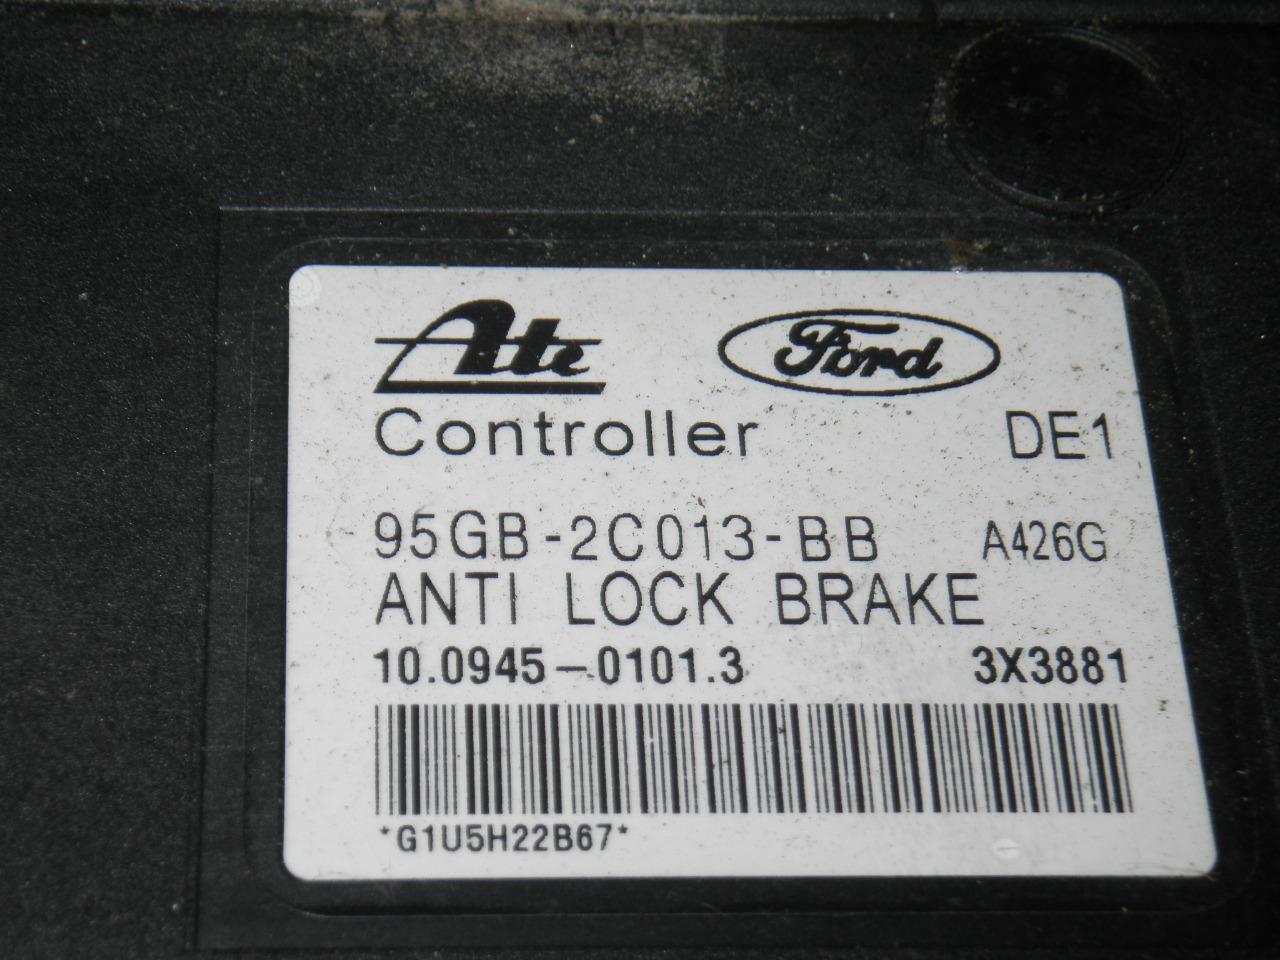 Ate Ford
Controller DE1
95GB-2C013-BB A426G
ANTI LOCK BRAKE
10.0945-0101.3 3X3881
*G1U5H22B67*